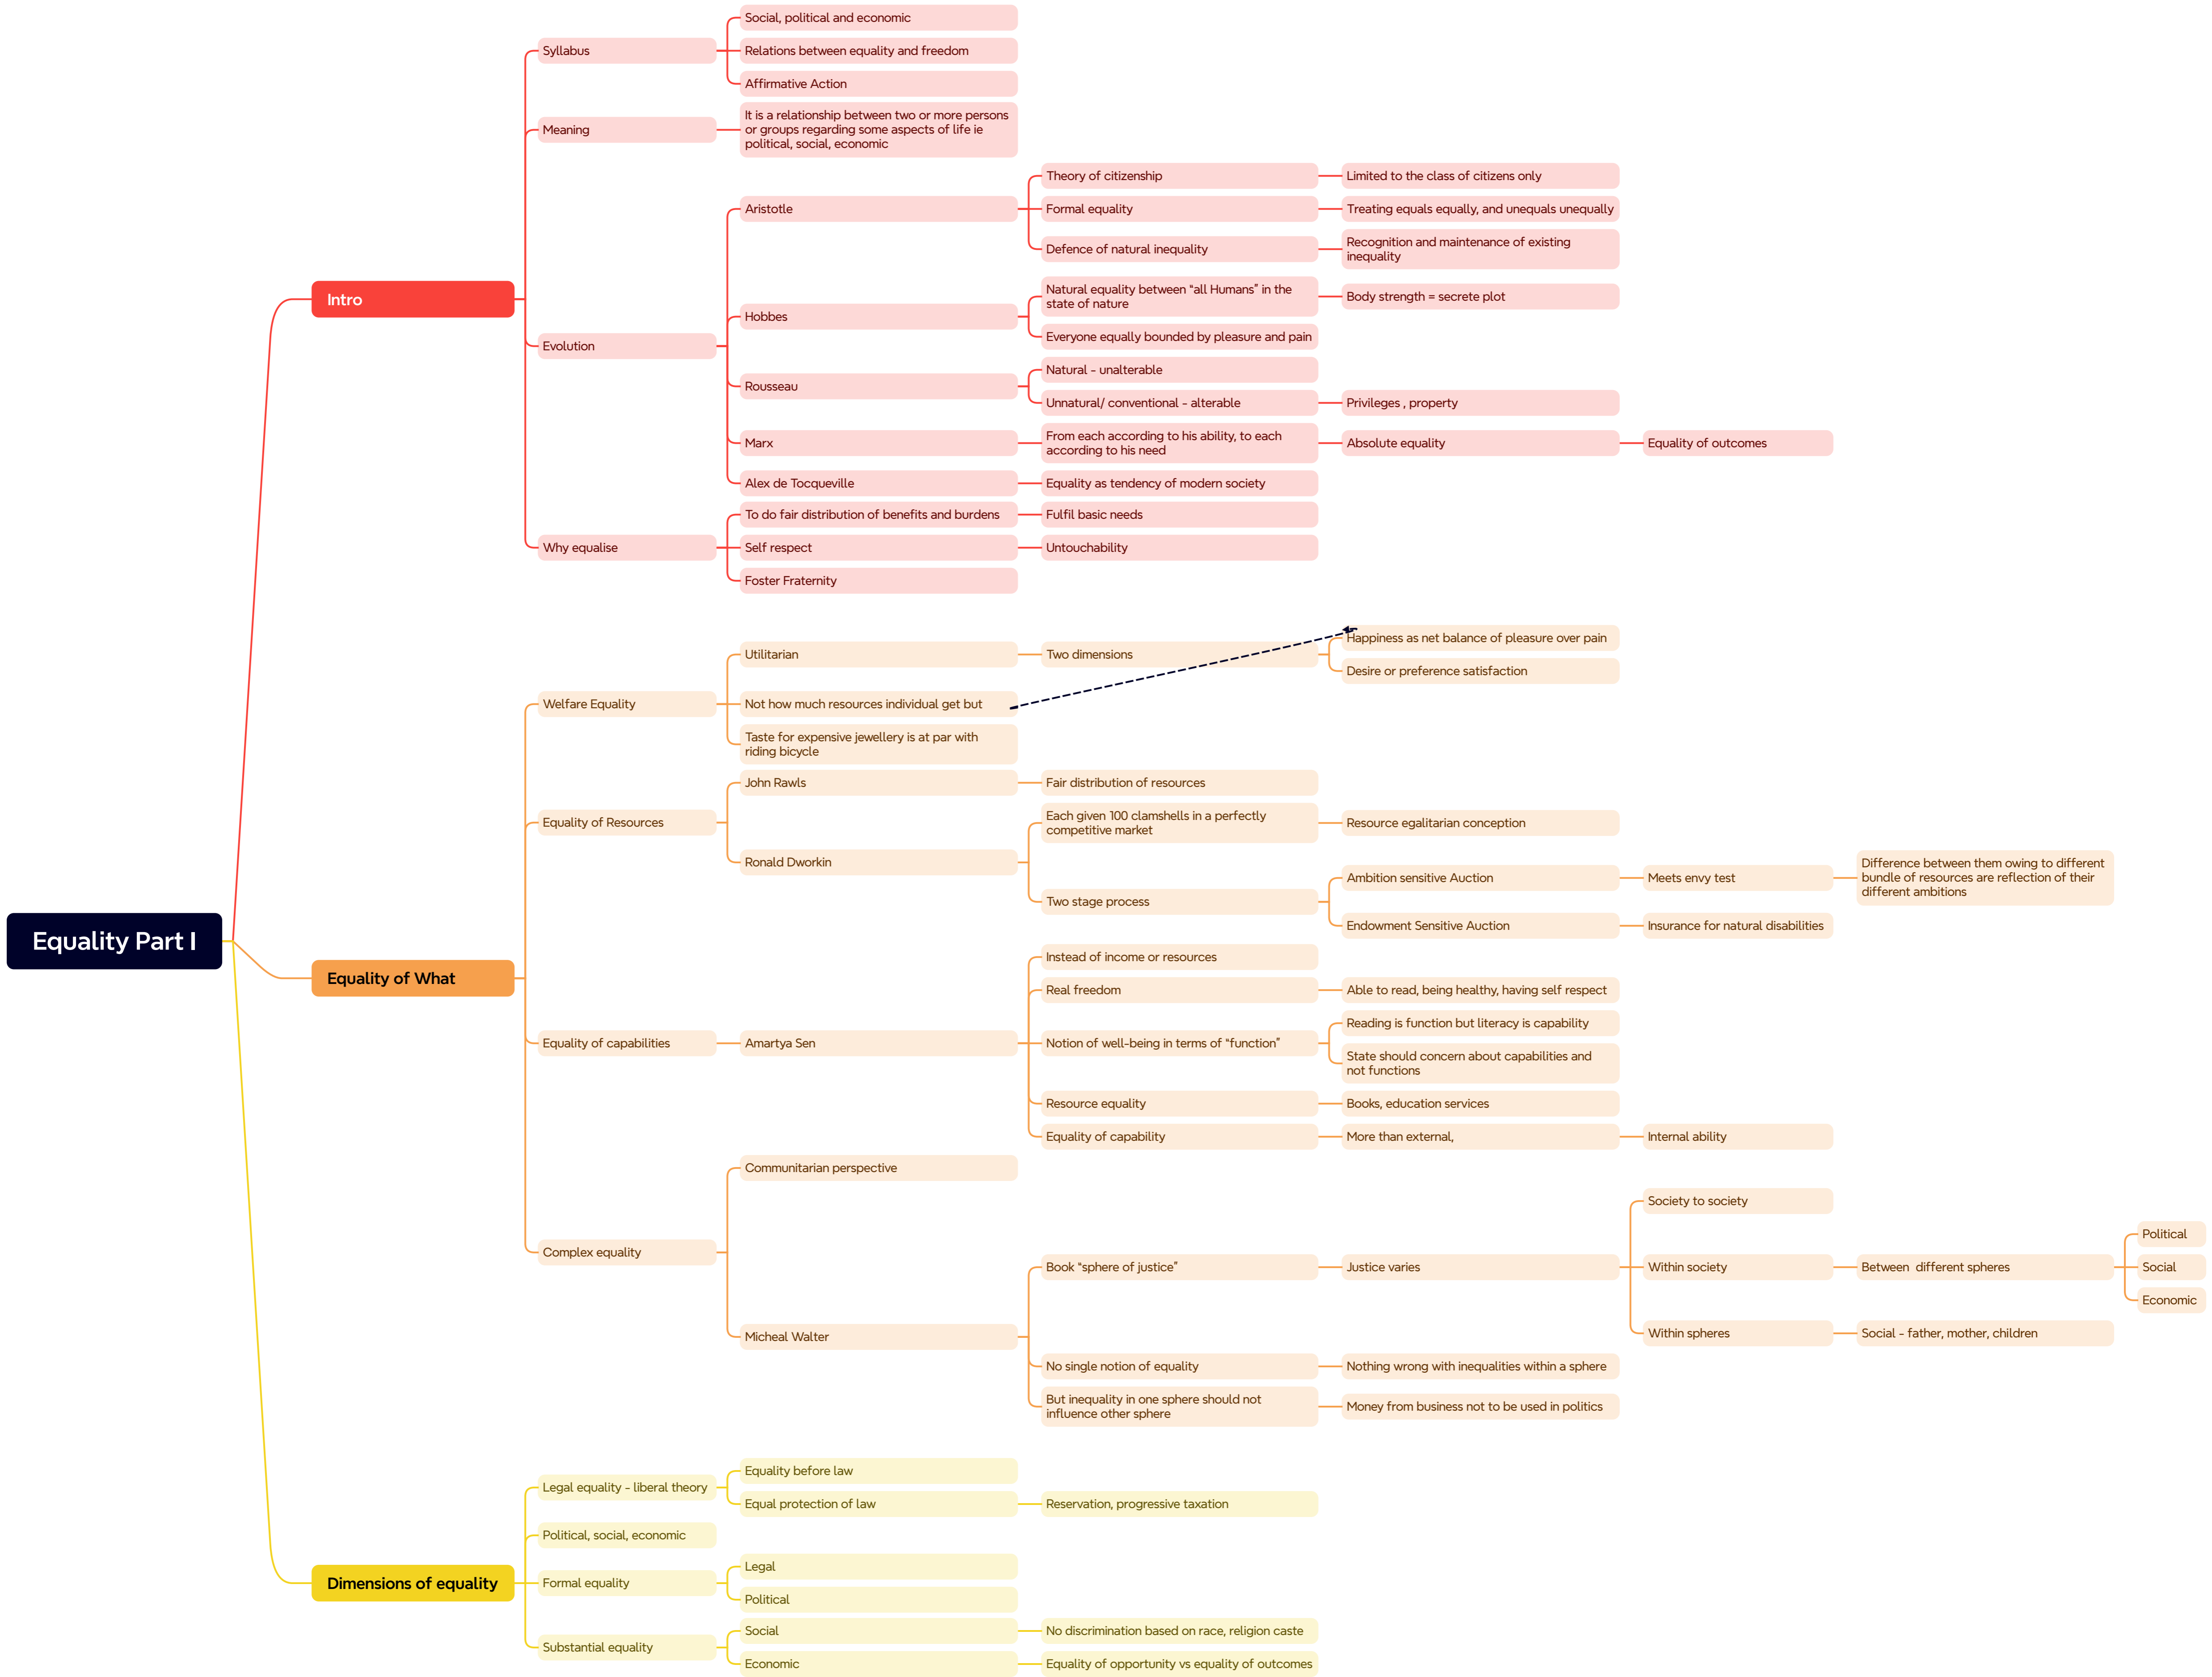 Equality Part I
Intro
Syllabus
Social, political and economic
Relations between equality and freedom
Affirmative Action
Meaning
It is a relationship between two or more persons
or groups regarding some aspects of life ie
political, social, economic
Evolution
Aristotle
Theory of citizenship
Limited to the class of citizens only
Formal equality
Treating equals equally, and unequals unequally
Defence of natural inequality
Recognition and maintenance of existing
inequality
Hobbes
Natural equality between “all Humans” in the
state of nature
Body strength = secrete plot
Everyone equally bounded by pleasure and pain
Rousseau
Natural - unalterable
Unnatural/ conventional - alterable
Privileges , property
Marx
From each according to his ability, to each
according to his need
Absolute equality
Equality of outcomes
Alex de Tocqueville
Equality as tendency of modern society
Why equalise
To do fair distribution of benefits and burdens
Fulfil basic needs
Self respect
Untouchability
Foster Fraternity
Equality of What
Welfare Equality
Utilitarian
Two dimensions
Happiness as net balance of pleasure over pain
Desire or preference satisfaction
Not how much resources individual get but
Taste for expensive jewellery is at par with
riding bicycle
Equality of Resources
John Rawls
Fair distribution of resources
Ronald Dworkin
Each given 100 clamshells in a perfectly
competitive market
Resource egalitarian conception
Two stage process
Ambition sensitive Auction
Meets envy test
Difference between them owing to different
bundle of resources are reflection of their
different ambitions
Endowment Sensitive Auction
Insurance for natural disabilities
Equality of capabilities
Amartya Sen
Instead of income or resources
Real freedom
Able to read, being healthy, having self respect
Notion of well-being in terms of “function”
Reading is function but literacy is capability
State should concern about capabilities and
not functions
Resource equality
Books, education services
Equality of capability
More than external,
Internal ability
Complex equality
Communitarian perspective
Micheal Walter
Book “sphere of justice”
Justice varies
Society to society
Within society
Between different spheres
Political
Social
Economic
Within spheres
Social - father, mother, children
No single notion of equality
Nothing wrong with inequalities within a sphere
But inequality in one sphere should not
influence other sphere
Money from business not to be used in politics
Dimensions of equality
Legal equality - liberal theory
Equality before law
Equal protection of law
Reservation, progressive taxation
Political, social, economic
Formal equality
Legal
Political
Substantial equality
Social
No discrimination based on race, religion caste
Economic
Equality of opportunity vs equality of outcomes